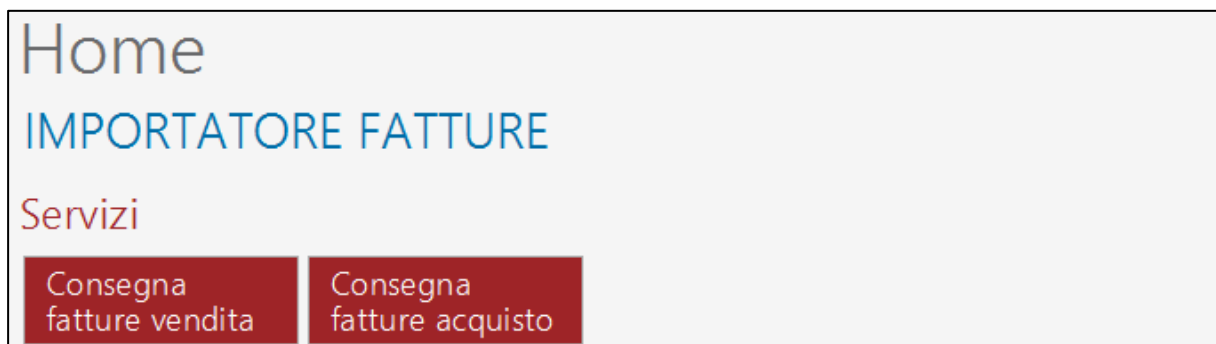 Home
IMPORTATORE FATTURE
Servizi
Consegna
fatture vendita
Consegna
fatture acquisto